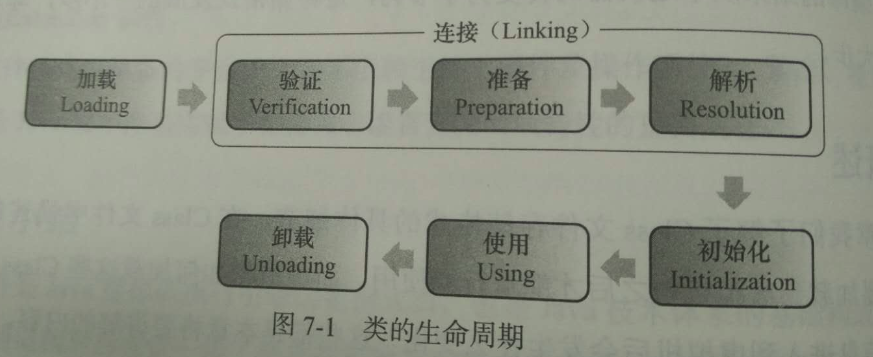 连接（Linking）
加载
Loading
验证
Verification
准备
Preparation
解析
Resolution
初始化
Initialization
使用
Using
卸载
Unloading
图 7-1 类的生命周期